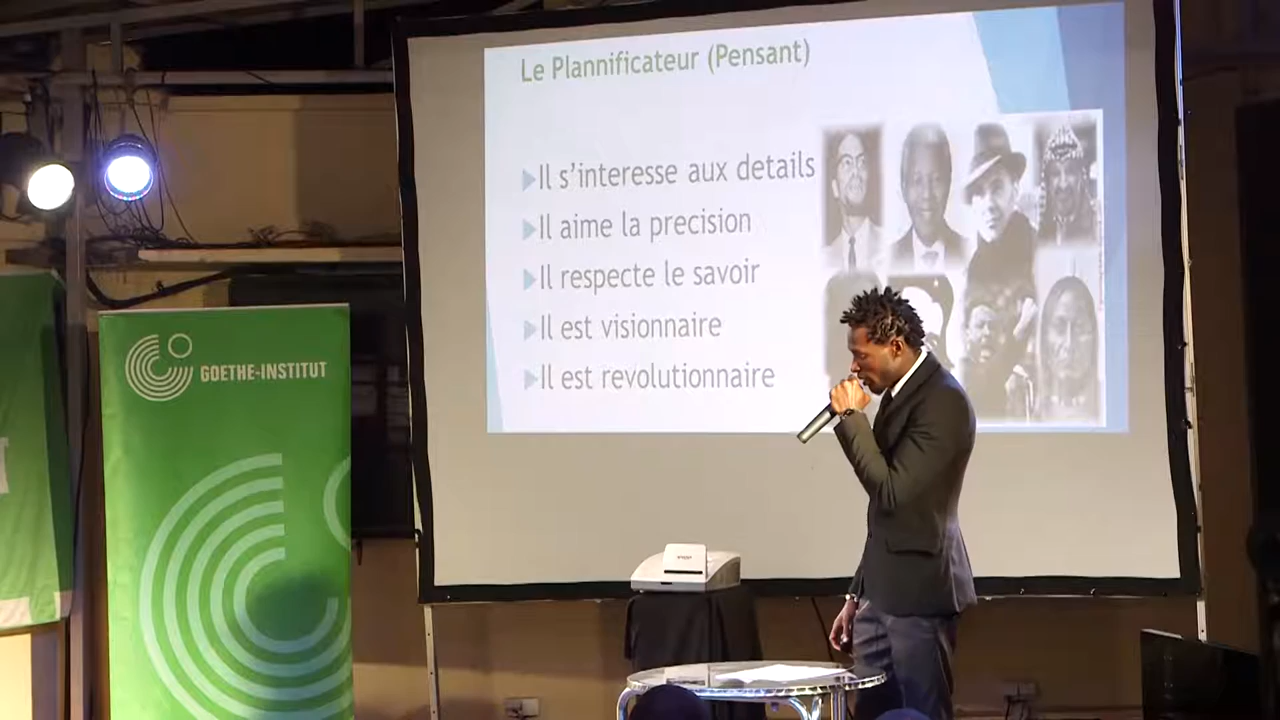 Le Plannificateur (Pensant)
Il s'interesse aux details
Il aime la precision
Il respecte le savoir
Il est visionnaire
Il est revolutionnaire
GOETHE-INSTITUT